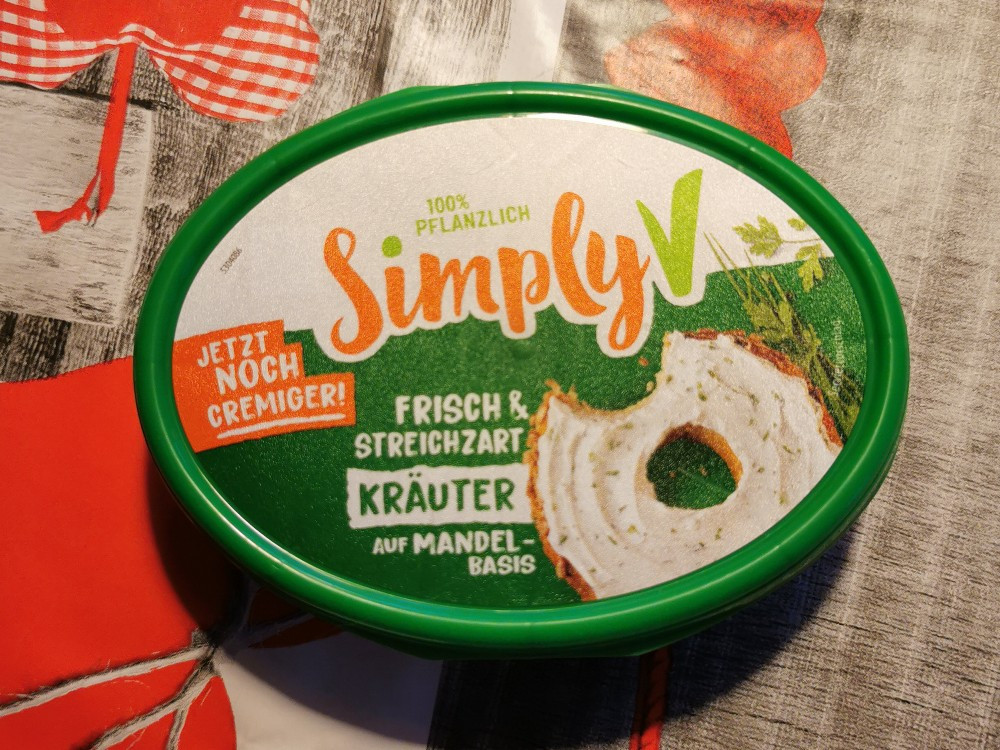 100%
PFLANZLICH
SimplyV
JETZT
NOCH
CREMIGER!
FRISCH &
STREICHZART
KRÄUTER
AUF MANDEL-
BASIS